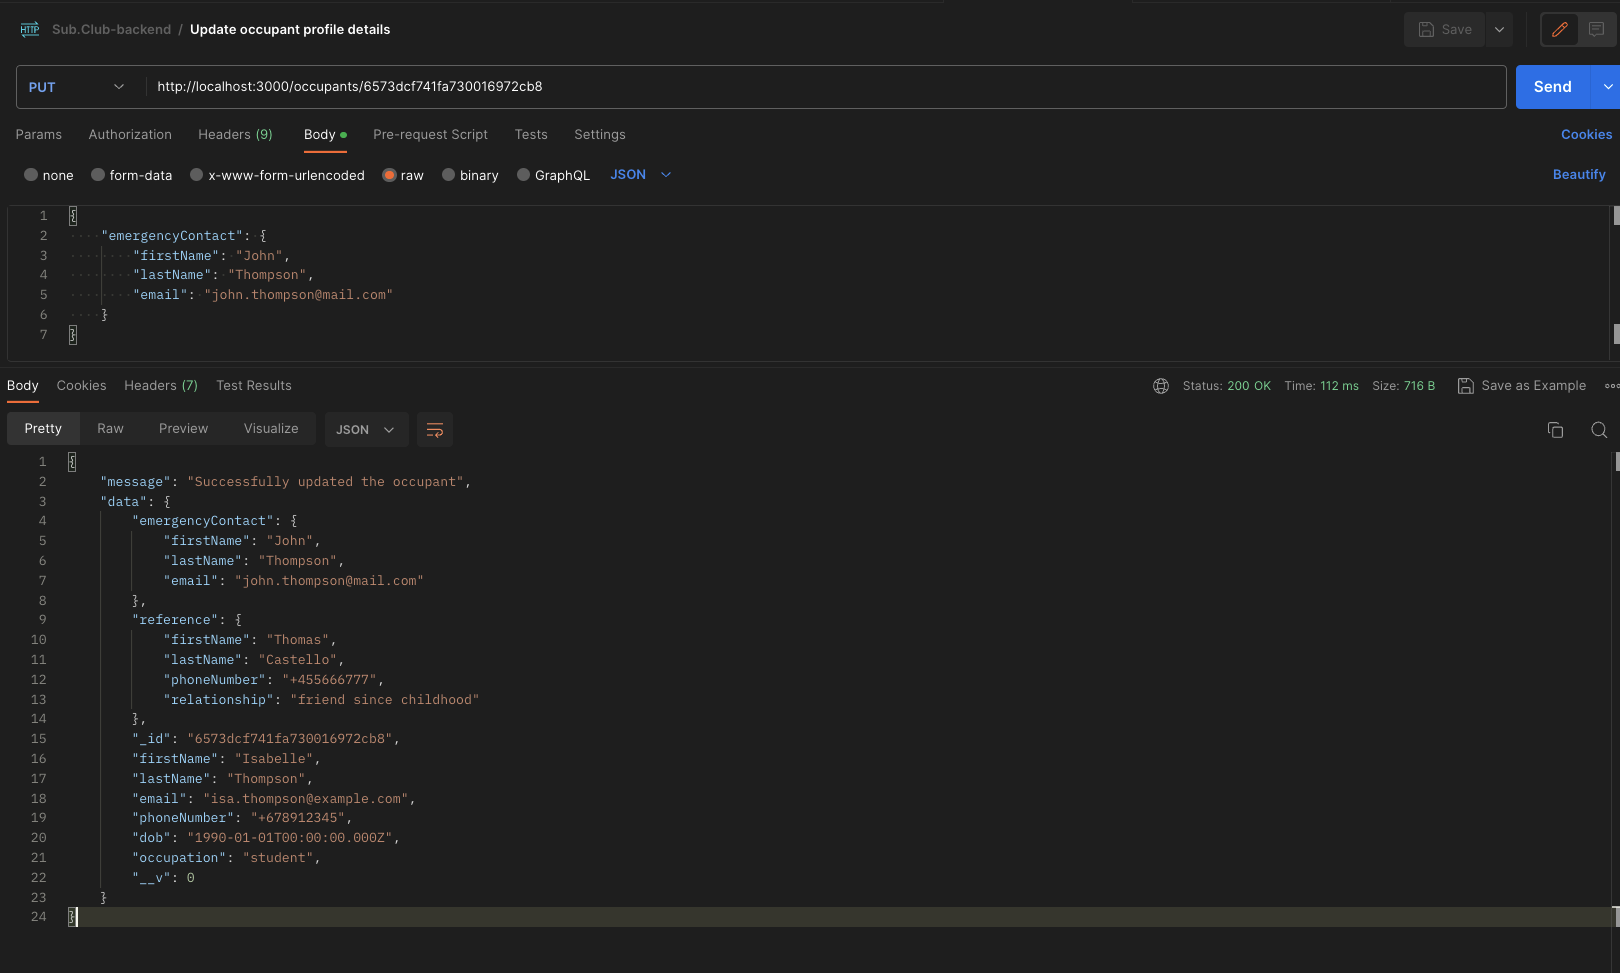 HTTP Sub.Club-backend / Update occupant profile details Save
PUT http://localhost:3000/occupants/6573dcf741fa730016972cb8 Send
Params Authorization Headers (9) Body Pre-request Script Tests Settings Cookies
none form-data x-www-form-urlencoded raw binary GraphQL JSON Beautify
1 {
2 "emergencyContact": {
3 "firstName": "John",
4 "lastName": "Thompson",
5 "email": "john.thompson@mail.com"
6 }
7 }
Body Cookies Headers (7) Test Results Status: 200 OK Time: 112 ms Size: 716 B Save as Example
Pretty Raw Preview Visualize JSON
1 {
2 "message": "Successfully updated the occupant",
3 "data": {
4 "emergencyContact": {
5 "firstName": "John",
6 "lastName": "Thompson",
7 "email": "john.thompson@mail.com"
8 },
9 "reference": {
10 "firstName": "Thomas",
11 "lastName": "Castello",
12 "phoneNumber": "+455666777",
13 "relationship": "friend since childhood"
14 },
15 "_id": "6573dcf741fa730016972cb8",
16 "firstName": "Isabelle",
17 "lastName": "Thompson",
18 "email": "isa.thompson@example.com",
19 "phoneNumber": "+678912345",
20 "dob": "1990-01-01T00:00:00.000Z",
21 "occupation": "student",
22 "__v": 0
23 }
24 }